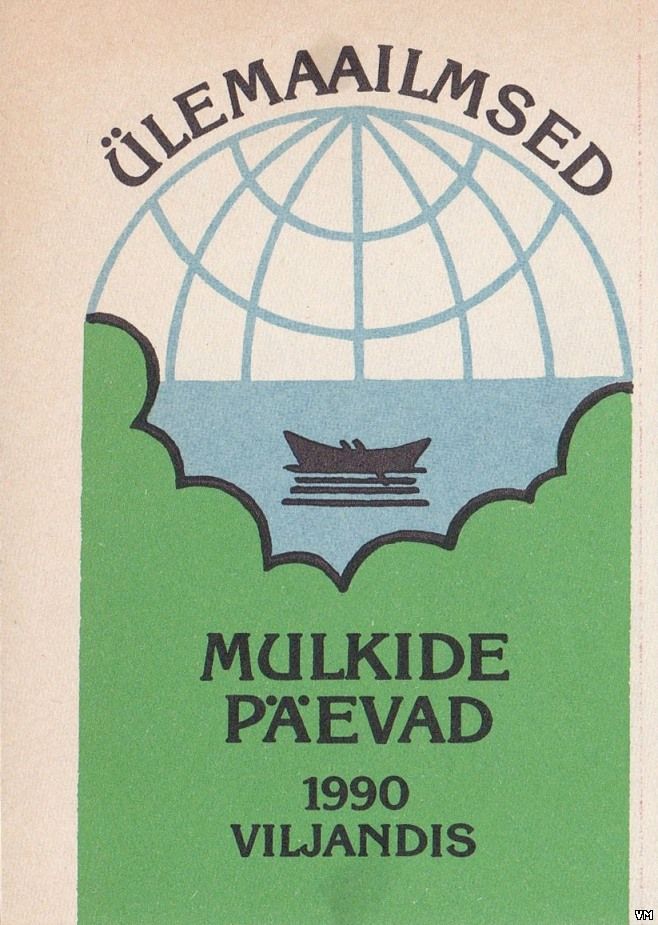 ÜLEMAAILMSED
MULKIDE
PÄEVAD
1990
VILJANDIS
VM